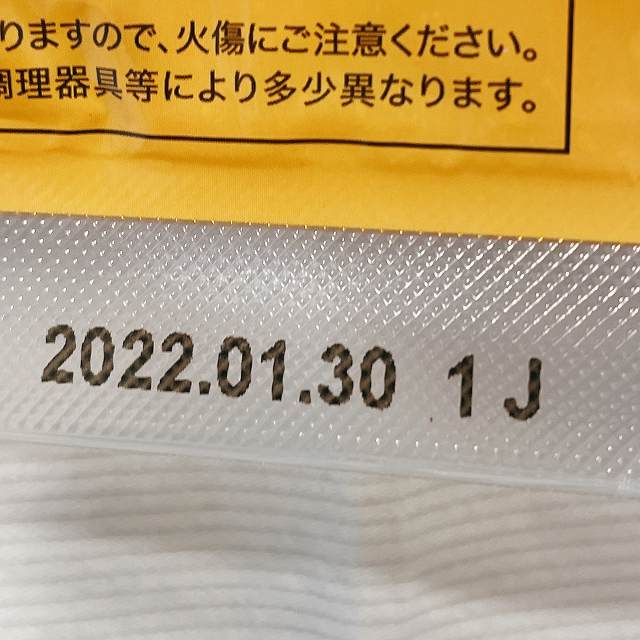 りますので、火傷にご注意ください。
調理器具等により多少異なります。
2022.01.30 1J